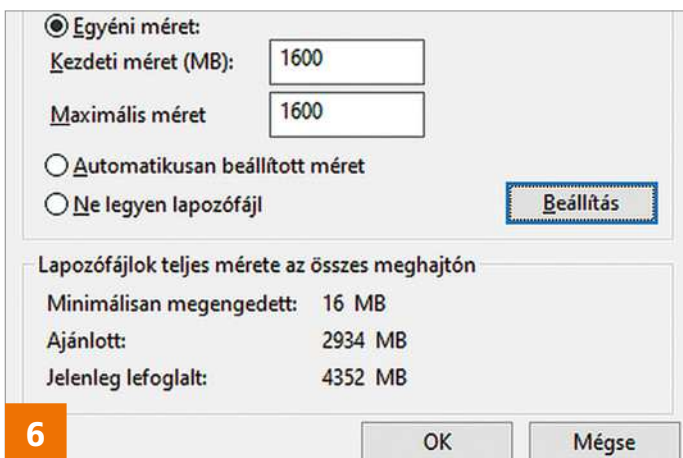 Egyéni méret:
Kezdeti méret (MB): 1600
Maximális méret 1600
Automatikusan beállított méret
Ne legyen lapozófájl Beállítás
Lapozófájlok teljes mérete az összes meghajtón
Minimálisan megengedett: 16 MB
Ajánlott: 2934 MB
Jelenleg lefoglalt: 4352 MB
6 OK Mégse